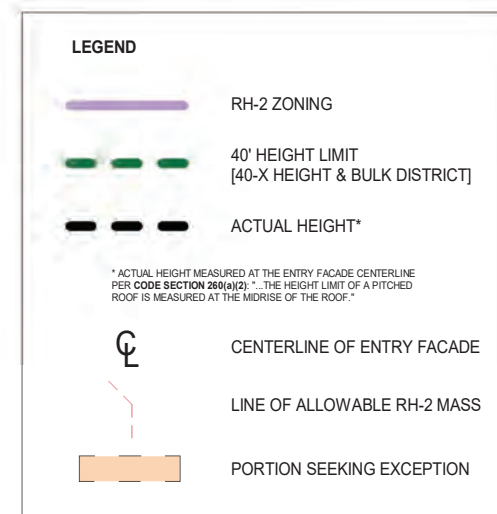 LEGEND
RH-2 ZONING
40' HEIGHT LIMIT
[40-X HEIGHT & BULK DISTRICT]
ACTUAL HEIGHT*
* ACTUAL HEIGHT MEASURED AT THE ENTRY FACADE CENTERLINE
PER CODE SECTION 260(a)(2): "...THE HEIGHT LIMIT OF A PITCHED
ROOF IS MEASURED AT THE MIDRISE OF THE ROOF."
℄ CENTERLINE OF ENTRY FACADE
LINE OF ALLOWABLE RH-2 MASS
PORTION SEEKING EXCEPTION